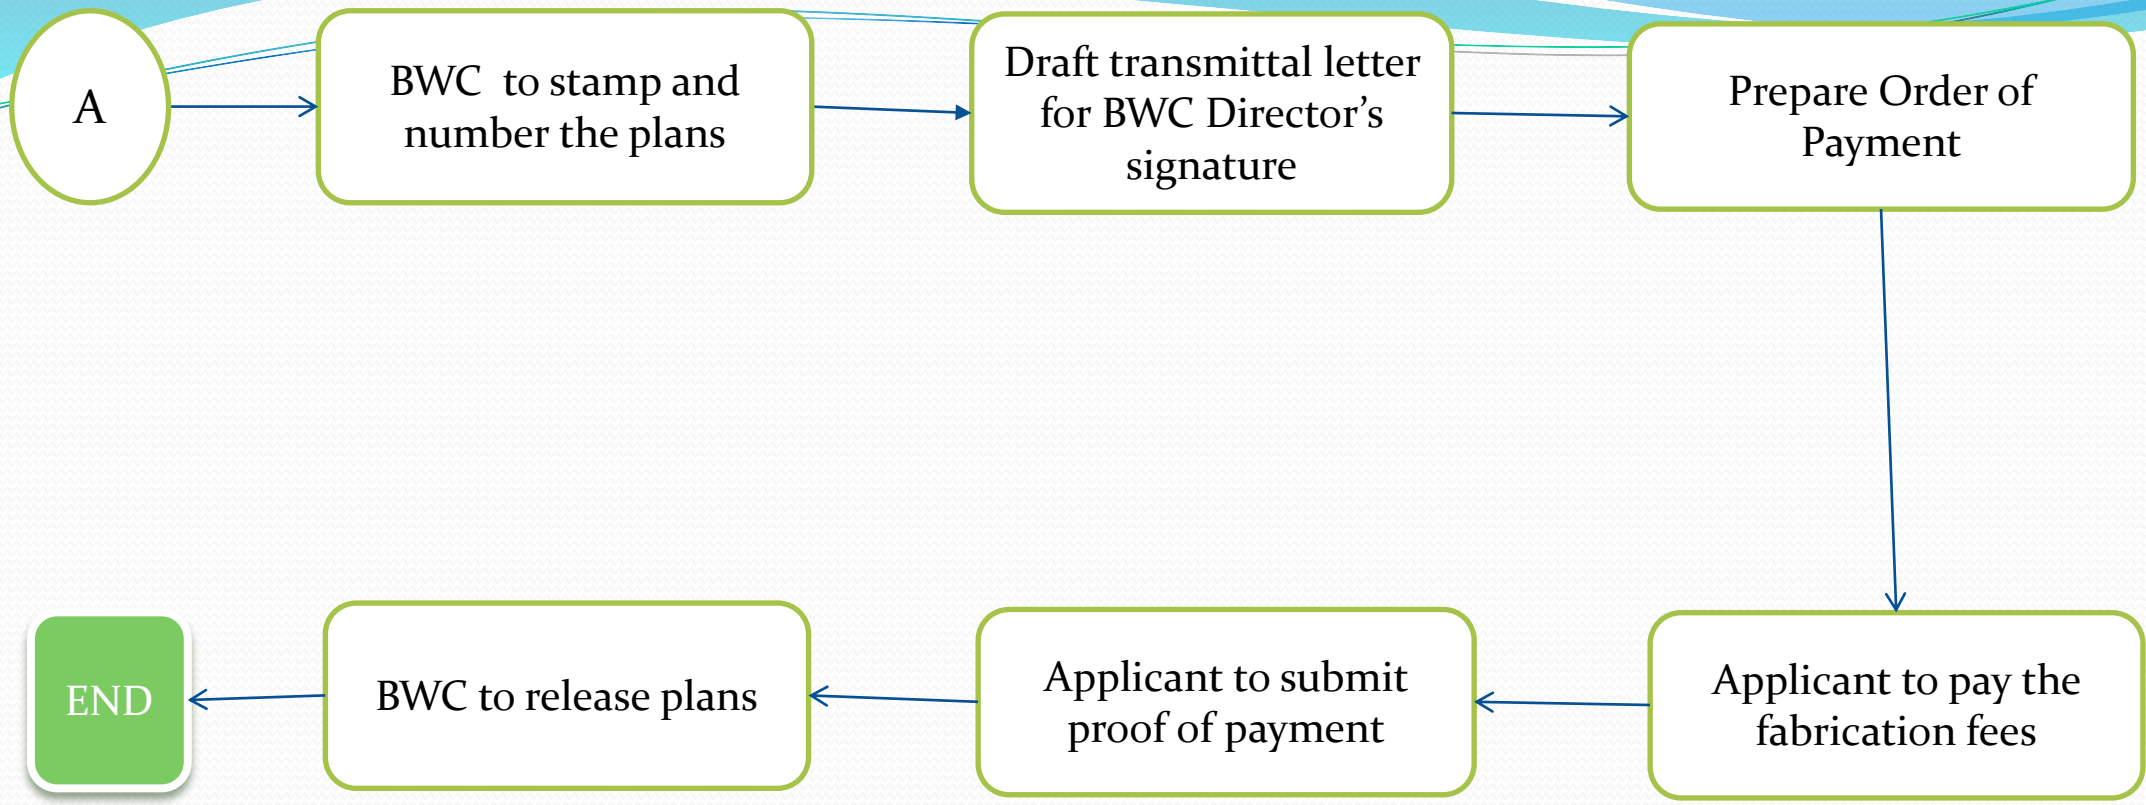 A
BWC  to stamp and
number the plans
Draft transmittal letter
for BWC Director’s
signature
Prepare Order of
Payment
Applicant to pay the
fabrication fees
Applicant to submit
proof of payment
BWC to release plans
END